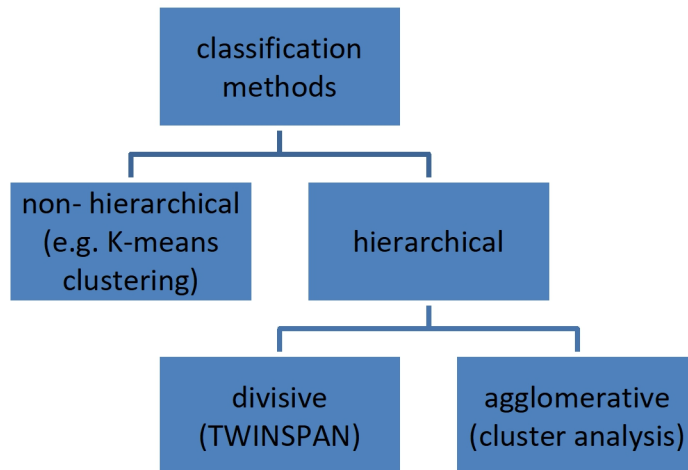 classification
methods
non- hierarchical
(e.g. K-means
clustering)
hierarchical
divisive
(TWINSPAN)
agglomerative
(cluster analysis)